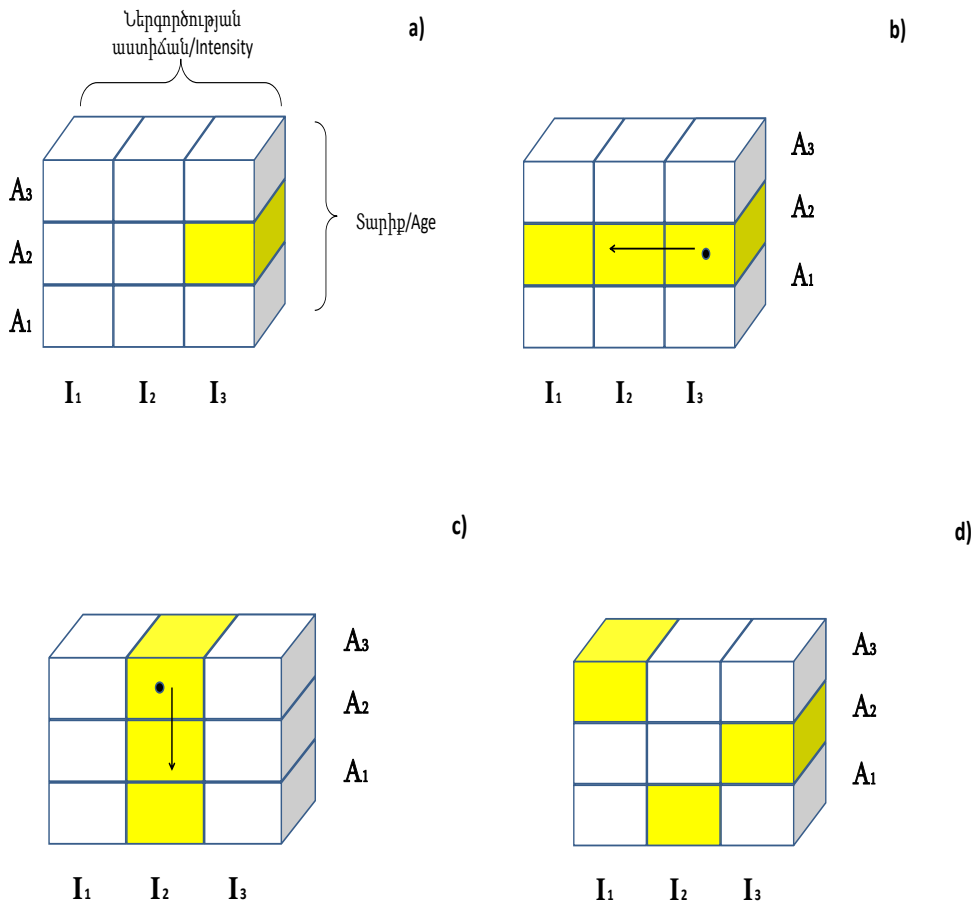 Ներգործության
աստիճան/Intensity
a)
b)
A₃
A₂
A₁
Տարիք/Age
I₁ I₂ I₃
A₃
A₂
A₁
I₁ I₂ I₃
c)
d)
A₃
A₂
A₁
I₁ I₂ I₃
A₃
A₂
A₁
I₁ I₂ I₃